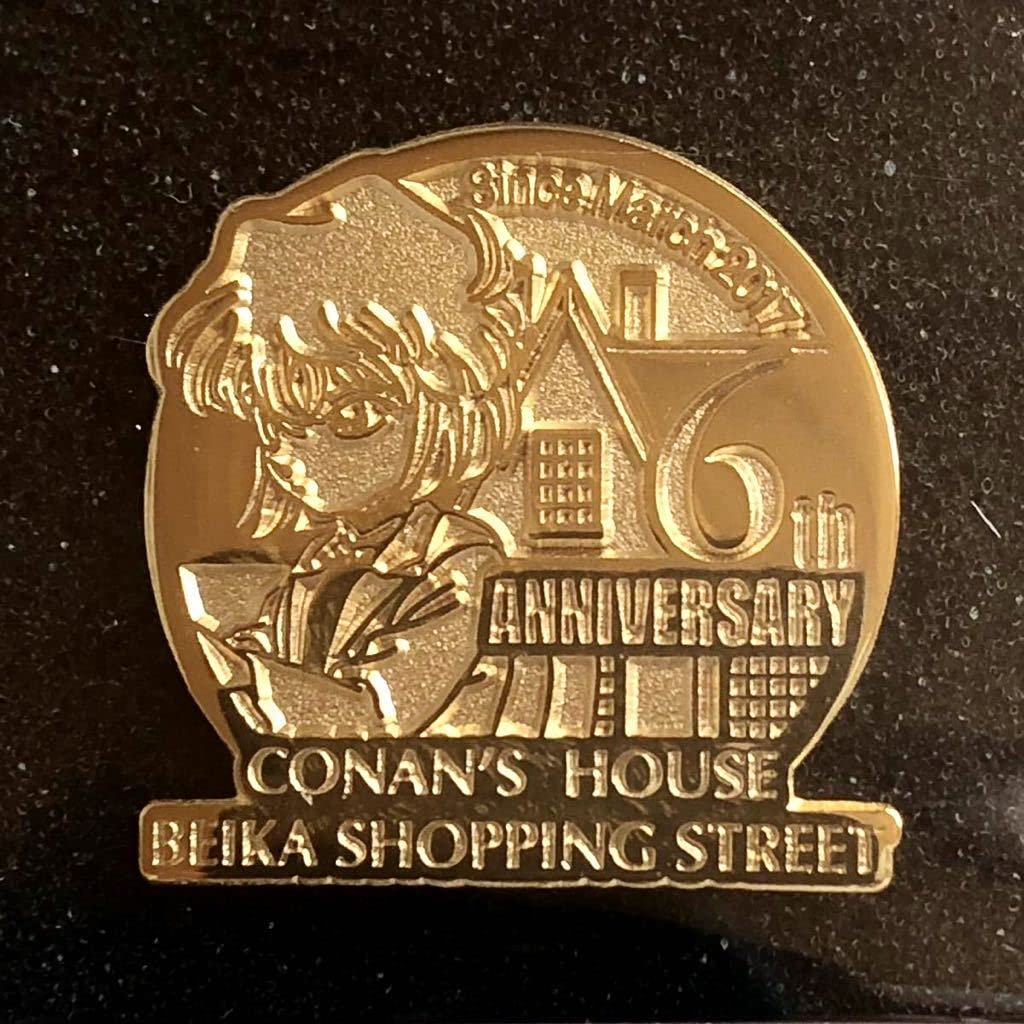 Since.March.2017
6th
ANNIVERSARY
CONAN'S HOUSE
BEIKA SHOPPING STREET